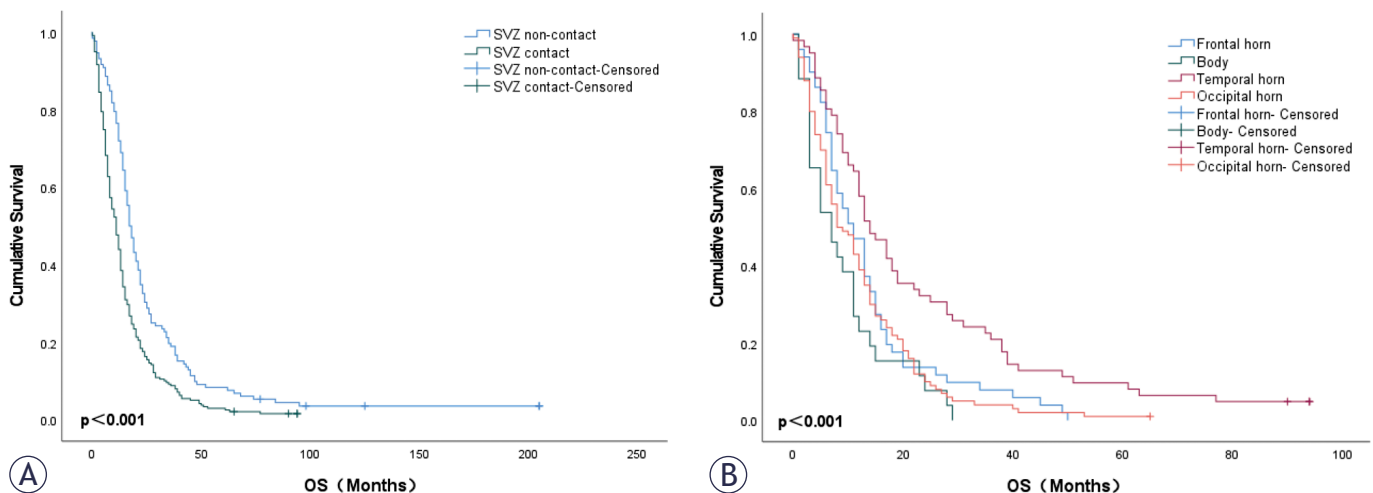 SVZ non-contact
SVZ contact
SVZ non-contact-Censored
SVZ contact-Censored
1.0
0.8
0.6
0.4
0.2
0.0
Cumulative Survival
p<0.001
0 50 100 150 200 250
OS (Months)
A
Frontal horn
Body
Temporal horn
Occipital horn
Frontal horn- Censored
Body- Censored
Temporal horn- Censored
Occipital horn- Censored
1.0
0.8
0.6
0.4
0.2
0.0
Cumulative Survival
p<0.001
0 20 40 60 80 100
OS (Months)
B